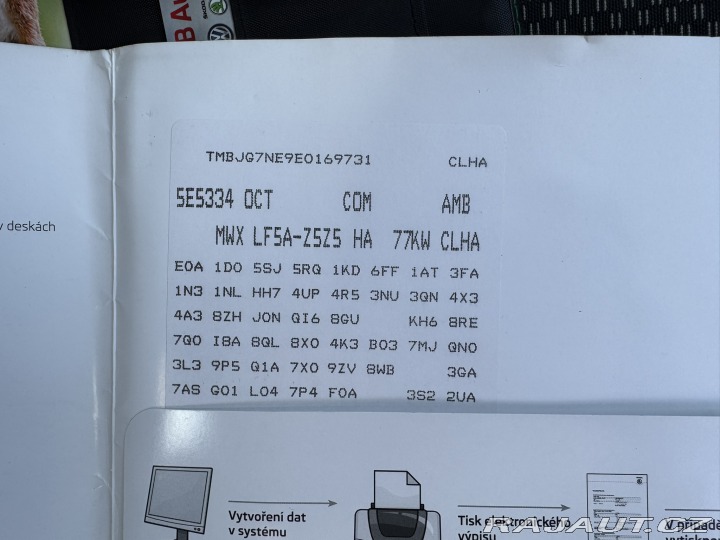 B A
ŠKODA
v deskách
TMBJG7NE9E0169731 CLHA
5E5334 OCT COM AMB
MWX LF5A-Z5Z5 HA 77KW CLHA
E0A 1D0 5SJ 5RQ 1KD 6FF 1AT 3FA
1N3 1NL HH7 4UP 4R5 3NU 3QN 4X3
4A3 8ZH J0N QI6 8GU KH6 8RE
7Q0 I8A 8QL 8X0 4K3 B03 7MJ QN0
3L3 9P5 Q1A 7X0 9ZV 8WB 3GA
7AS G01 L04 7P4 F0A 3S2 2UA
Vytvoření dat
v systému
Tisk elektronického
výpisu
V případě
vytisknou
RAJAUT.CZ